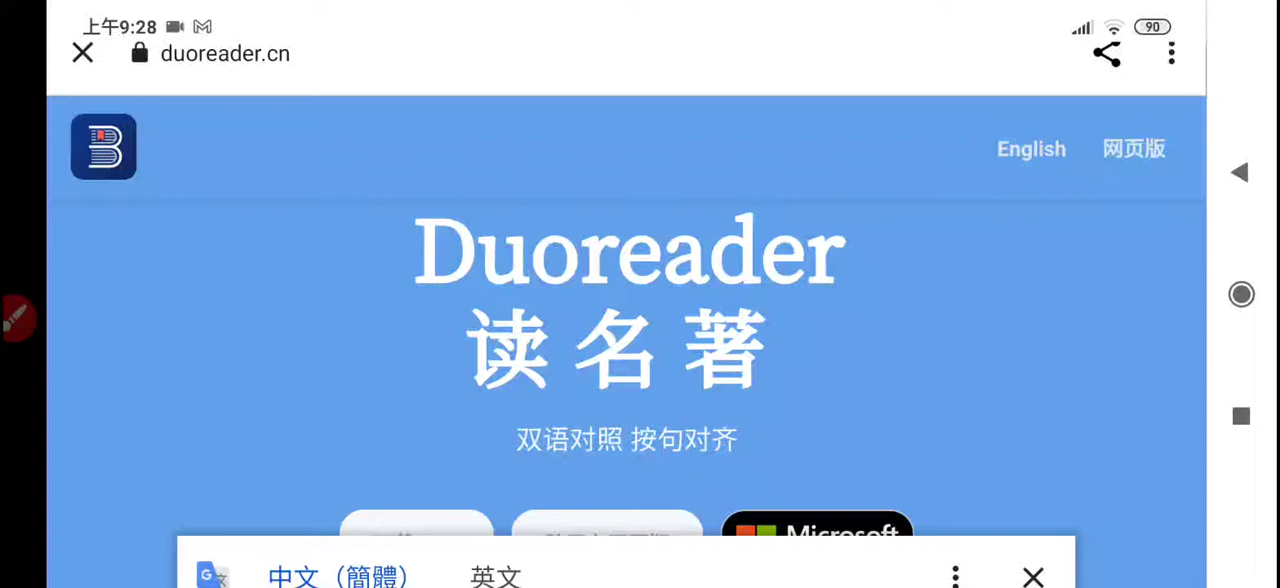 上午9:28
90
duoreader.cn
English 网页版
Duoreader
读名著
双语对照 按句对齐
Microsoft
中文（简體） 英文